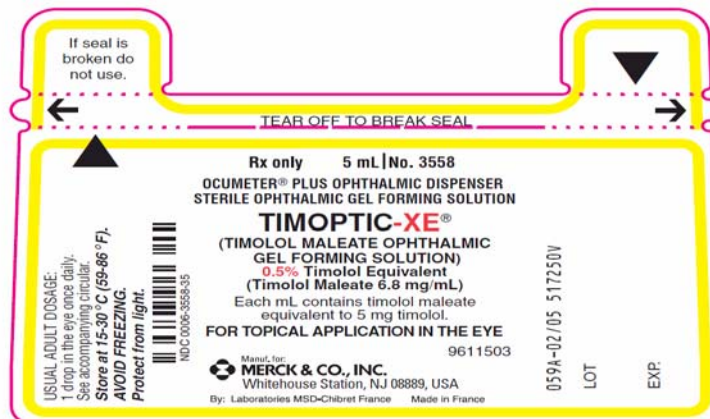 If seal is
broken do
not use.
TEAR OFF TO BREAK SEAL
Rx only 5 mL No. 3558
OCUMETER® PLUS OPHTHALMIC DISPENSER
STERILE OPHTHALMIC GEL FORMING SOLUTION
TIMOPTIC-XE®
(TIMOLOL MALEATE OPHTHALMIC
GEL FORMING SOLUTION)
0.5% Timolol Equivalent
(Timolol Maleate 6.8 mg/mL)
Each mL contains timolol maleate
equivalent to 5 mg timolol.
FOR TOPICAL APPLICATION IN THE EYE
9611503
Manuf. for:
MERCK & CO., INC.
Whitehouse Station, NJ 08889, USA
By: Laboratories MSD-Chibret France Made in France
USUAL ADULT DOSAGE:
1 drop in the eye once daily.
See accompanying circular.
Store at 15-30 °C (59-86 °F).
AVOID FREEZING.
Protect from light.
NDC 0006-3558-35
059A-02/05 517250V
LOT
EXP.